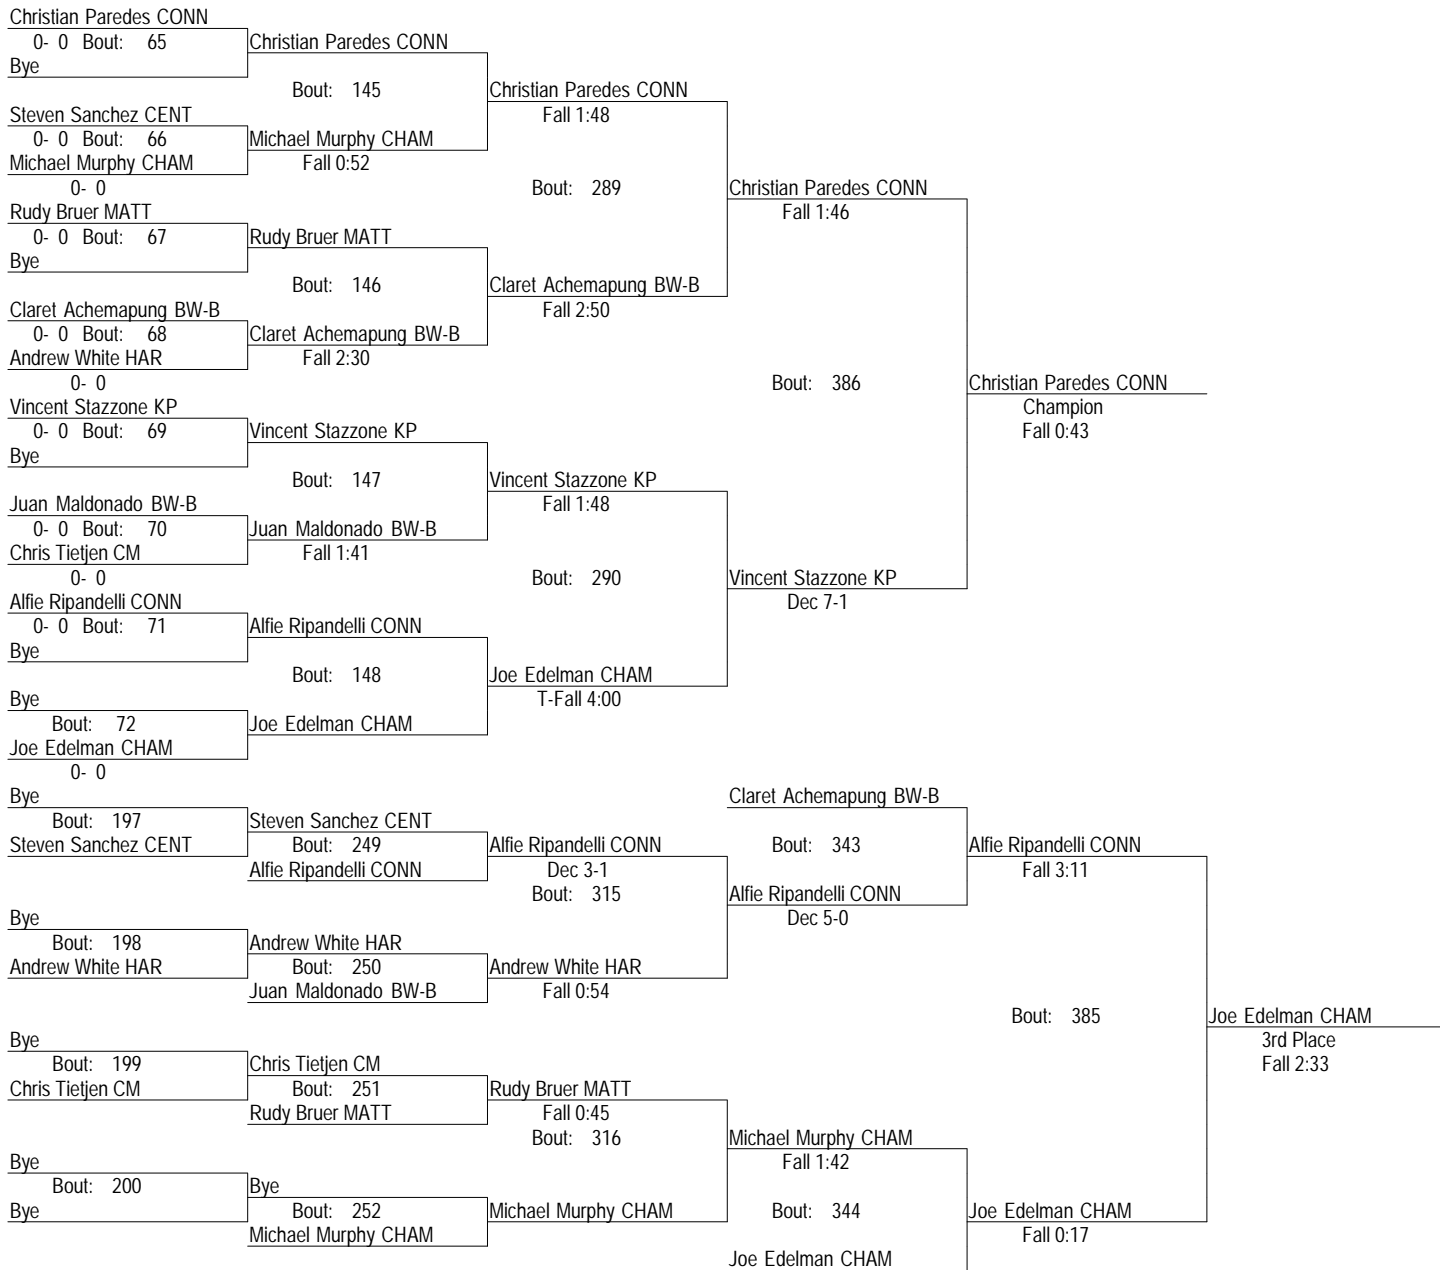 Christian Paredes CONN
0- 0 Bout: 65
Bye
Christian Paredes CONN
Bout: 145
Steven Sanchez CENT
0- 0 Bout: 66
Michael Murphy CHAM
0- 0
Michael Murphy CHAM
Fall 0:52
Christian Paredes CONN
Fall 1:48
Bout: 289
Rudy Bruer MATT
0- 0 Bout: 67
Bye
Rudy Bruer MATT
Bout: 146
Claret Achemapung BW-B
0- 0 Bout: 68
Andrew White HAR
0- 0
Claret Achemapung BW-B
Fall 2:30
Claret Achemapung BW-B
Fall 2:50
Christian Paredes CONN
Fall 1:46
Bout: 386
Vincent Stazzone KP
0- 0 Bout: 69
Bye
Vincent Stazzone KP
Bout: 147
Juan Maldonado BW-B
0- 0 Bout: 70
Chris Tietjen CM
0- 0
Juan Maldonado BW-B
Fall 1:41
Vincent Stazzone KP
Fall 1:48
Bout: 290
Alfie Ripandelli CONN
0- 0 Bout: 71
Bye
Alfie Ripandelli CONN
Bout: 148
Bye
Bout: 72
Joe Edelman CHAM
0- 0
Joe Edelman CHAM
Joe Edelman CHAM
T-Fall 4:00
Vincent Stazzone KP
Dec 7-1
Christian Paredes CONN
Champion
Fall 0:43
Bye
Bout: 197
Steven Sanchez CENT
Steven Sanchez CENT
Bout: 249
Alfie Ripandelli CONN
Alfie Ripandelli CONN
Dec 3-1
Bout: 315
Bye
Bout: 198
Andrew White HAR
Andrew White HAR
Bout: 250
Juan Maldonado BW-B
Andrew White HAR
Fall 0:54
Claret Achemapung BW-B
Bout: 343
Alfie Ripandelli CONN
Dec 5-0
Alfie Ripandelli CONN
Fall 3:11
Bout: 385
Bye
Bout: 199
Chris Tietjen CM
Chris Tietjen CM
Bout: 251
Rudy Bruer MATT
Rudy Bruer MATT
Fall 0:45
Bout: 316
Bye
Bout: 200
Bye
Bye
Bout: 252
Michael Murphy CHAM
Michael Murphy CHAM
Michael Murphy CHAM
Fall 1:42
Bout: 344
Joe Edelman CHAM
Joe Edelman CHAM
Fall 0:17
Joe Edelman CHAM
3rd Place
Fall 2:33